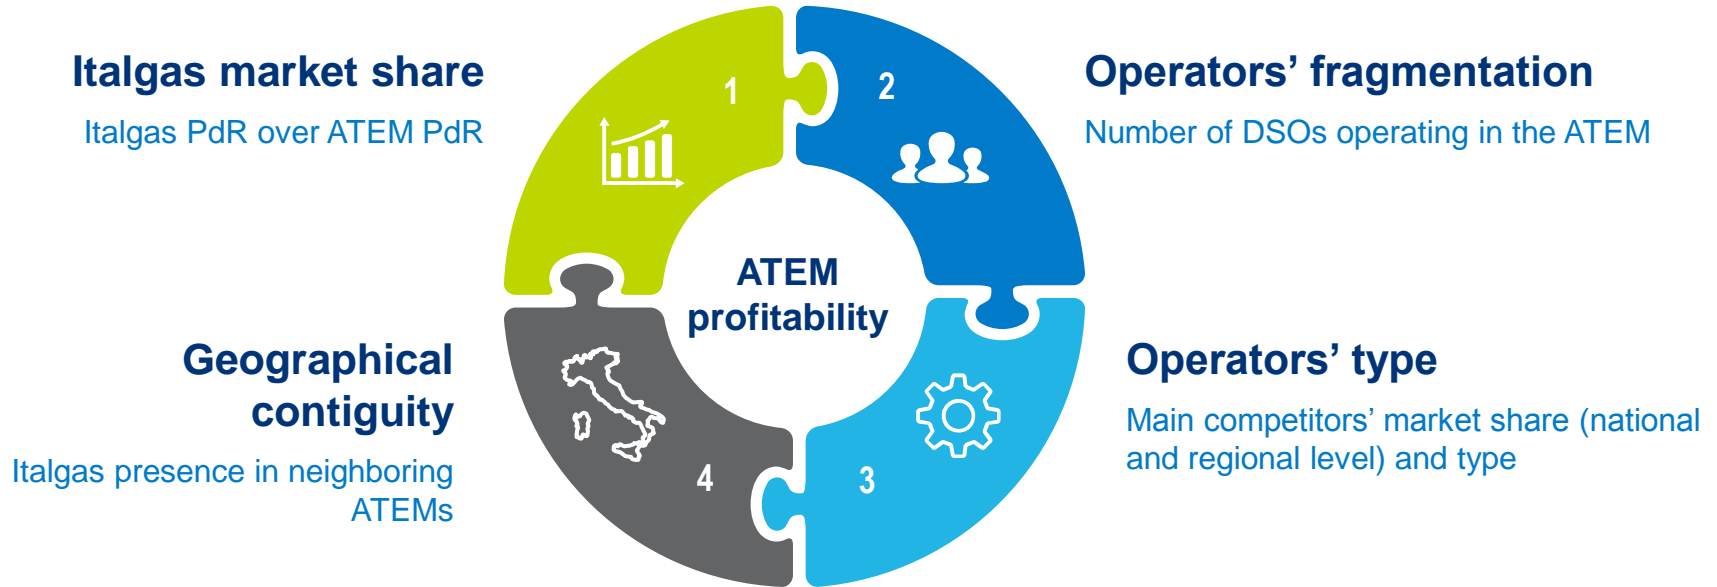 Italgas market share
Italgas PdR over ATEM PdR
1
2
Operators’ fragmentation
Number of DSOs operating in the ATEM
ATEM
profitability
Geographical
contiguity
Italgas presence in neighboring
ATEMs
4
3
Operators’ type
Main competitors’ market share (national
and regional level) and type